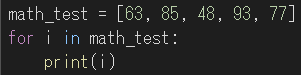 math_test = [63, 85, 48, 93, 77]
for i in math_test:
    print(i)